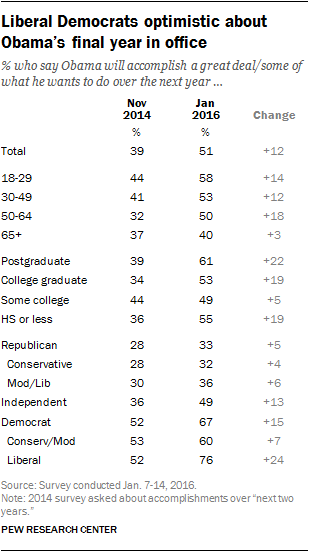 Liberal Democrats optimistic about
Obama's final year in office
% who say Obama will accomplish a great deal/some of
what he wants to do over the next year ...
Nov 2014 Jan 2016 Change
% %
Total 39 51 +12
18-29 44 58 +14
30-49 41 53 +12
50-64 32 50 +18
65+ 37 40 +3
Postgraduate 39 61 +22
College graduate 34 53 +19
Some college 44 49 +5
HS or less 36 55 +19
Republican 28 33 +5
Conservative 28 32 +4
Mod/Lib 30 36 +6
Independent 36 49 +13
Democrat 52 67 +15
Conserv/Mod 53 60 +7
Liberal 52 76 +24
Source: Survey conducted Jan. 7-14, 2016.
Note: 2014 survey asked about accomplishments over “next two
years.”
PEW RESEARCH CENTER